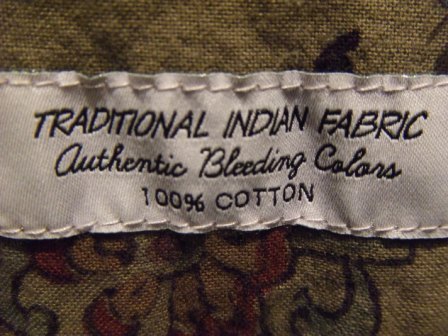 TRADITIONAL INDIAN FABRIC
Authentic Bleeding Colors
100% COTTON